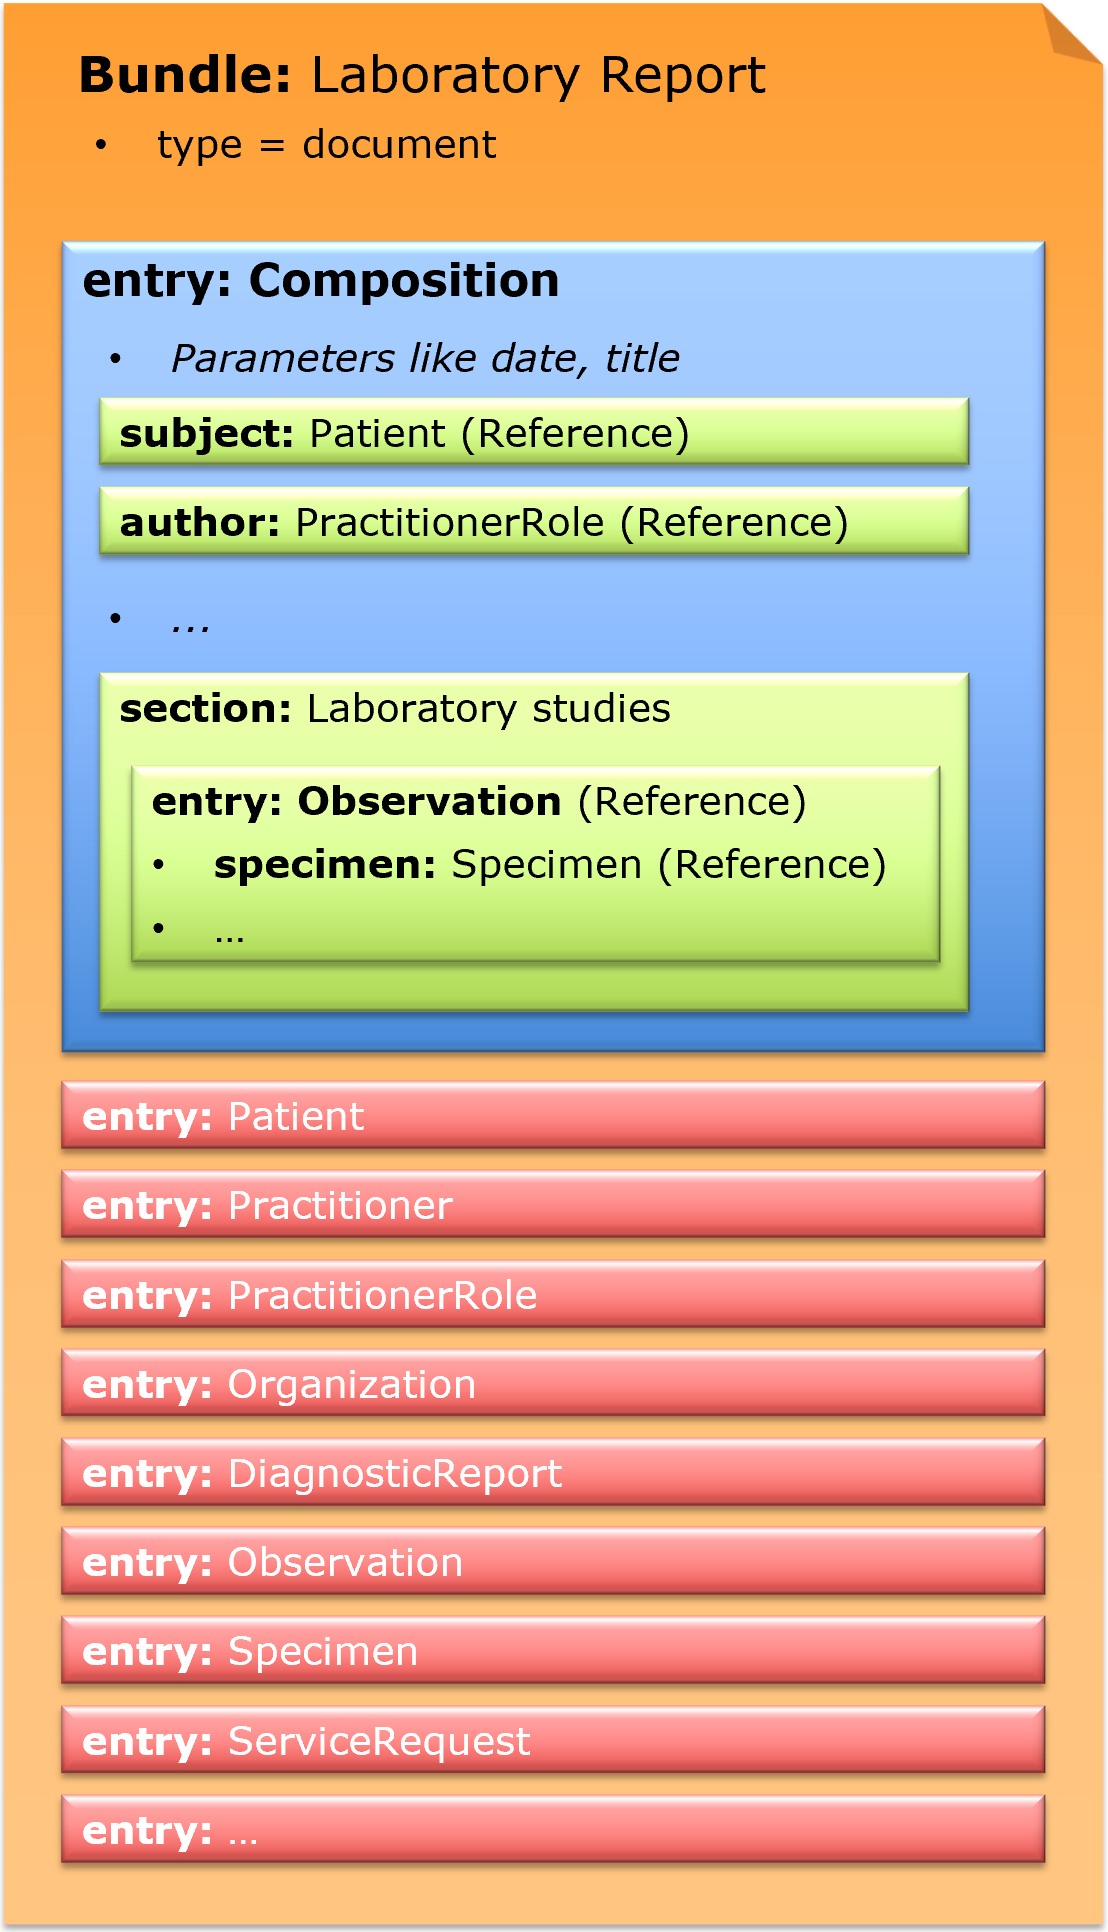 Bundle: Laboratory Report
• type = document
entry: Composition
• Parameters like date, title
subject: Patient (Reference)
author: PractitionerRole (Reference)
• ...
section: Laboratory studies
entry: Observation (Reference)
• specimen: Specimen (Reference)
• ...
entry: Patient
entry: Practitioner
entry: PractitionerRole
entry: Organization
entry: DiagnosticReport
entry: Observation
entry: Specimen
entry: ServiceRequest
entry: ...